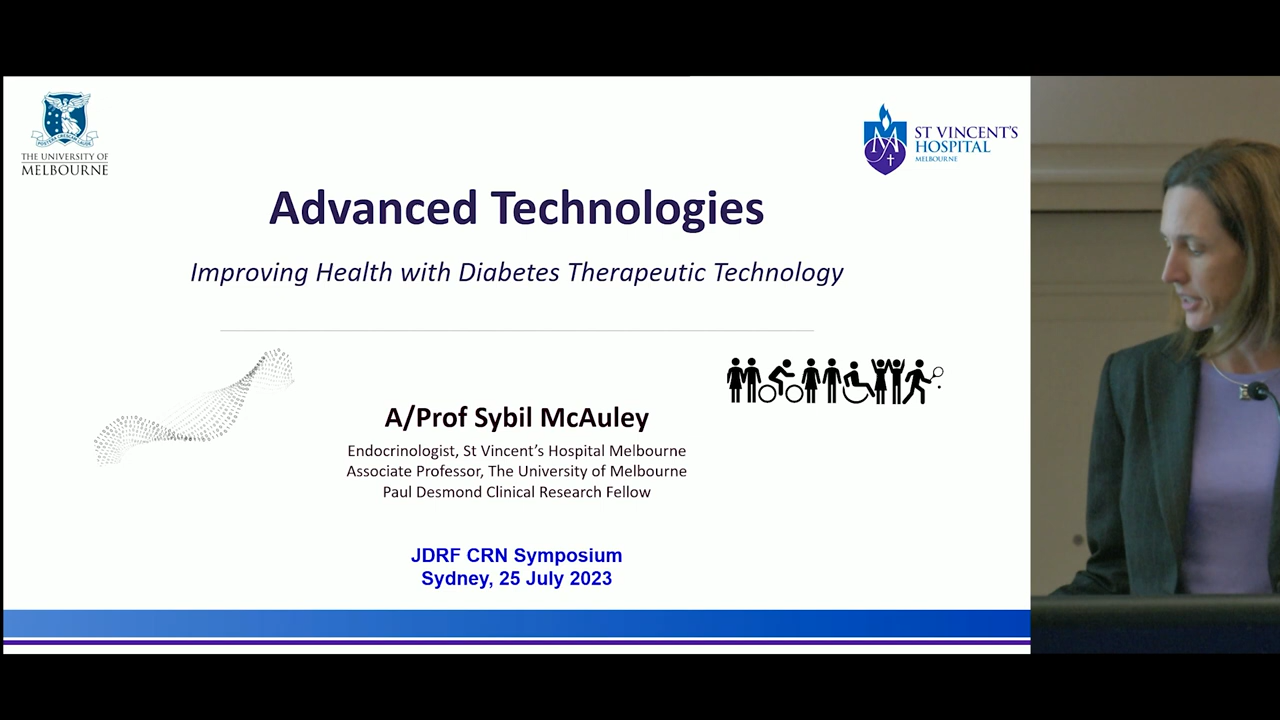 THE UNIVERSITY OF
MELBOURNE
ST VINCENT'S
HOSPITAL
MELBOURNE
Advanced Technologies
Improving Health with Diabetes Therapeutic Technology
A/Prof Sybil McAuley
Endocrinologist, St Vincent's Hospital Melbourne
Associate Professor, The University of Melbourne
Paul Desmond Clinical Research Fellow
JDRF CRN Symposium
Sydney, 25 July 2023